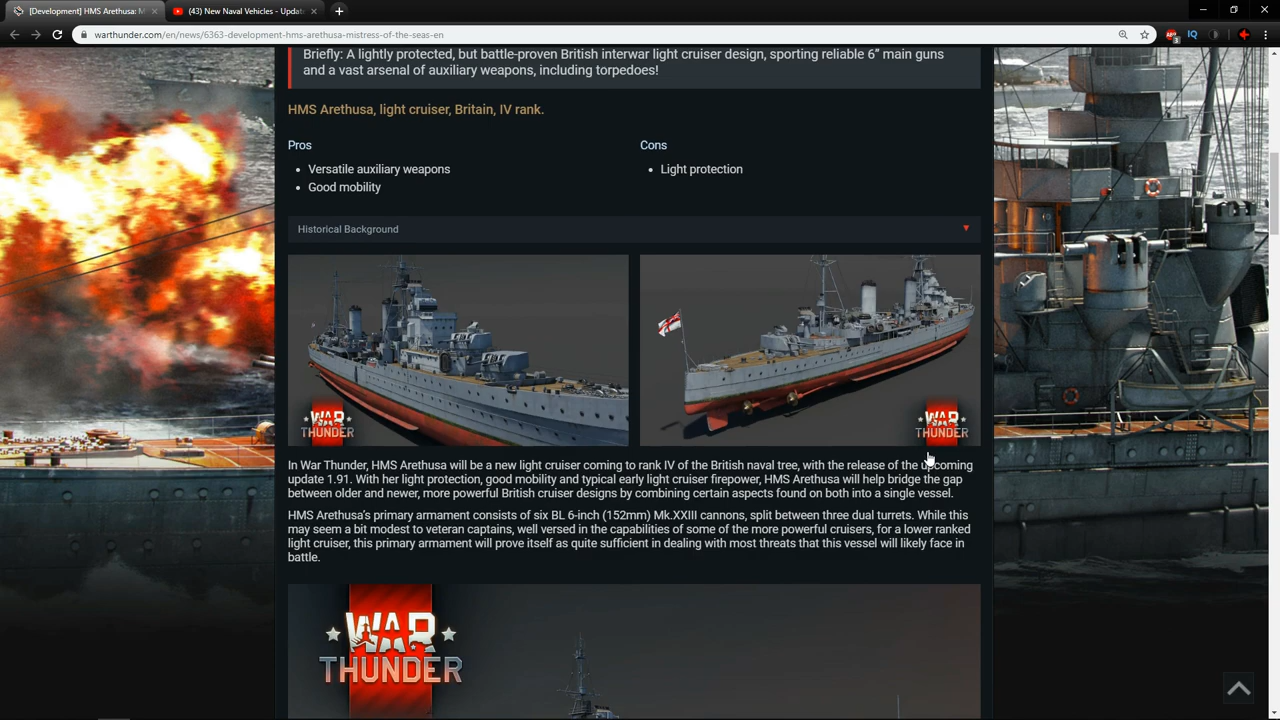 [Development] HMS Arethusa: M
(43) New Naval Vehicles - Updat
warthunder.com/en/news/6363-development-hms-arethusa-mistress-of-the-seas-en
IQ
Briefly: A lightly protected, but battle-proven British interwar light cruiser design, sporting reliable 6” main guns
and a vast arsenal of auxiliary weapons, including torpedoes!
HMS Arethusa, light cruiser, Britain, IV rank.
Pros
Cons
• Versatile auxiliary weapons
• Light protection
• Good mobility
Historical Background
WAR
THUNDER
WAR
THUNDER
In War Thunder, HMS Arethusa will be a new light cruiser coming to rank IV of the British naval tree, with the release of the upcoming
update 1.91. With her light protection, good mobility and typical early light cruiser firepower, HMS Arethusa will help bridge the gap
between older and newer, more powerful British cruiser designs by combining certain aspects found on both into a single vessel.
HMS Arethusa’s primary armament consists of six BL 6-inch (152mm) Mk.XXIII cannons, split between three dual turrets. While this
may seem a bit modest to veteran captains, well versed in the capabilities of some of the more powerful cruisers, for a lower ranked
light cruiser, this primary armament will prove itself as quite sufficient in dealing with most threats that this vessel will likely face in
battle.
WAR
THUNDER